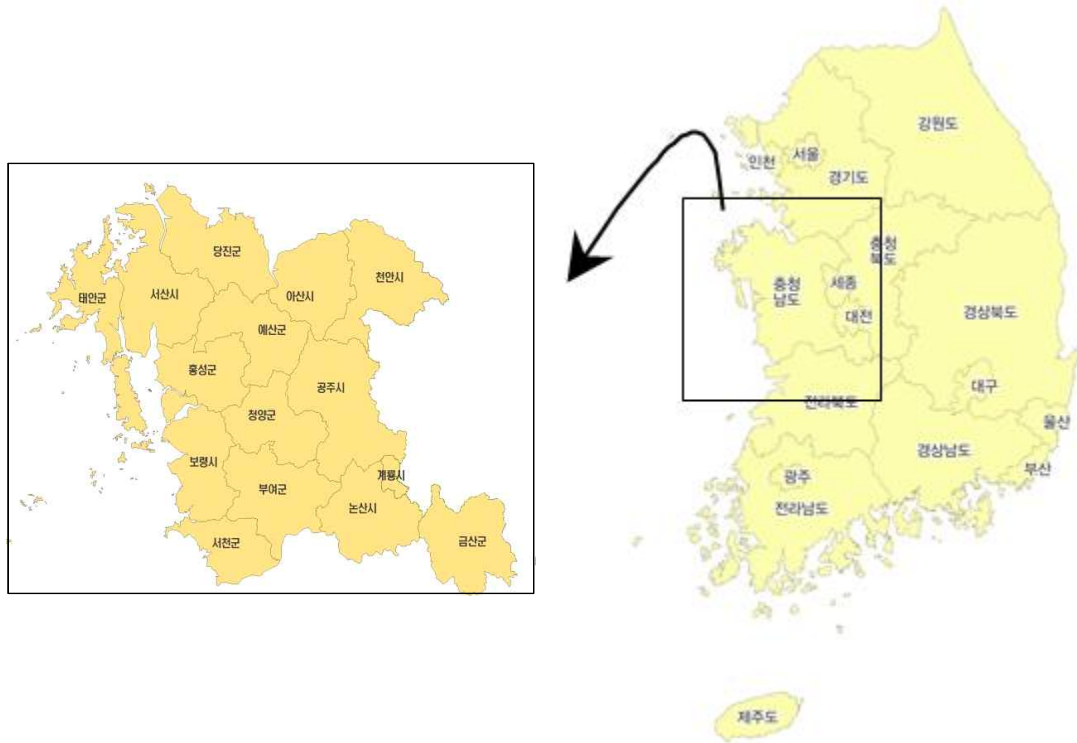 당진군
천안시
태안군
서산시
아산시
예산군
홍성군
공주시
청양군
보령시
계룡시
부여군
논산시
서천군
금산군
강원도
서울
인천
경기도
충청
북도
충청
남도
세종
대전
경상북도
대구
전라북도
울산
경상남도
부산
광주
전라남도
제주도